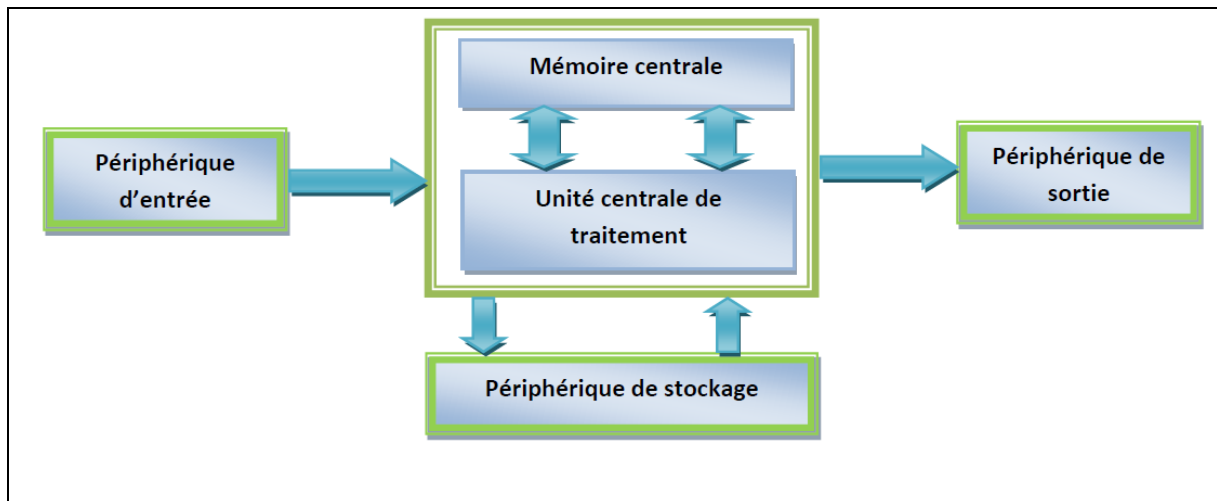 Mémoire centrale
Périphérique
d’entrée
Unité centrale de
traitement
Périphérique de
sortie
Périphérique de stockage